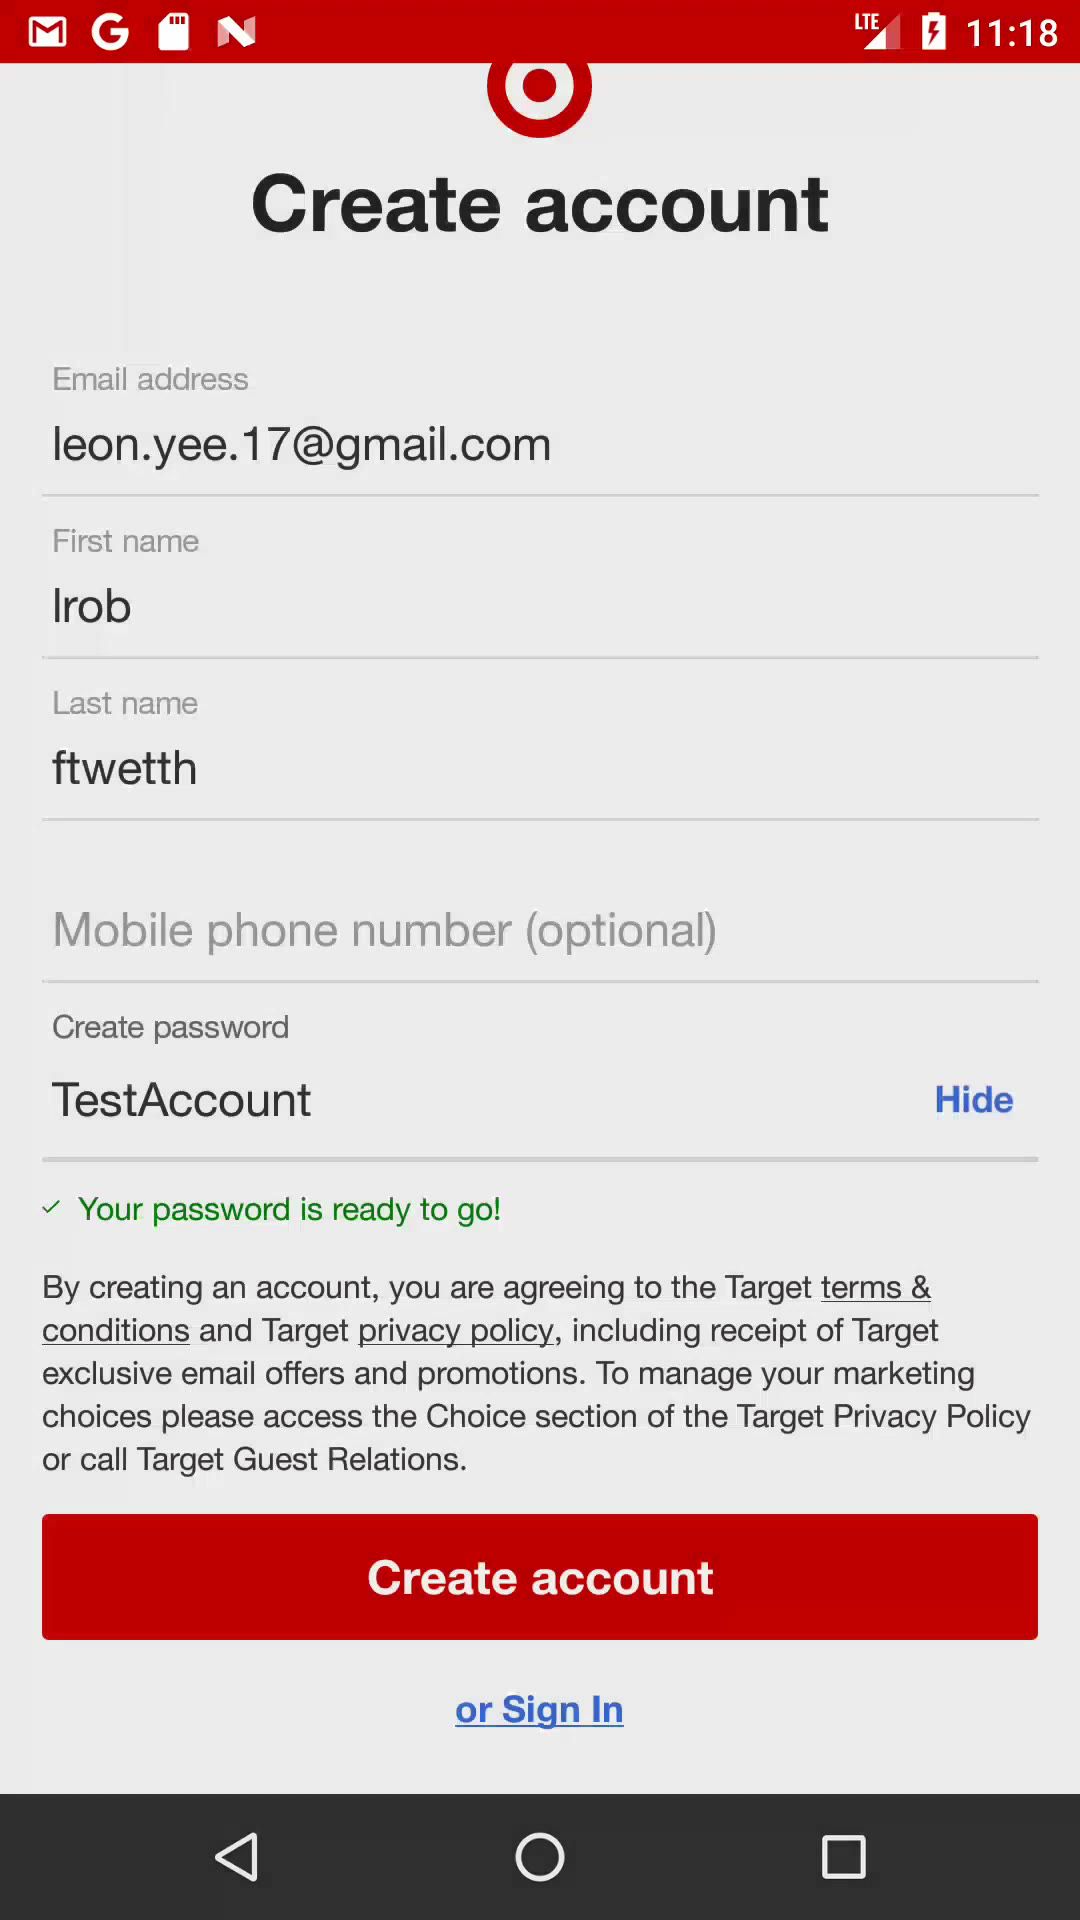 LTE 11:18
Create account
Email address
leon.yee.17@gmail.com
First name
lrob
Last name
ftwetth
Mobile phone number (optional)
Create password
TestAccount Hide
✓ Your password is ready to go!
By creating an account, you are agreeing to the Target terms &
conditions and Target privacy policy, including receipt of Target
exclusive email offers and promotions. To manage your marketing
choices please access the Choice section of the Target Privacy Policy
or call Target Guest Relations.
Create account
or Sign In